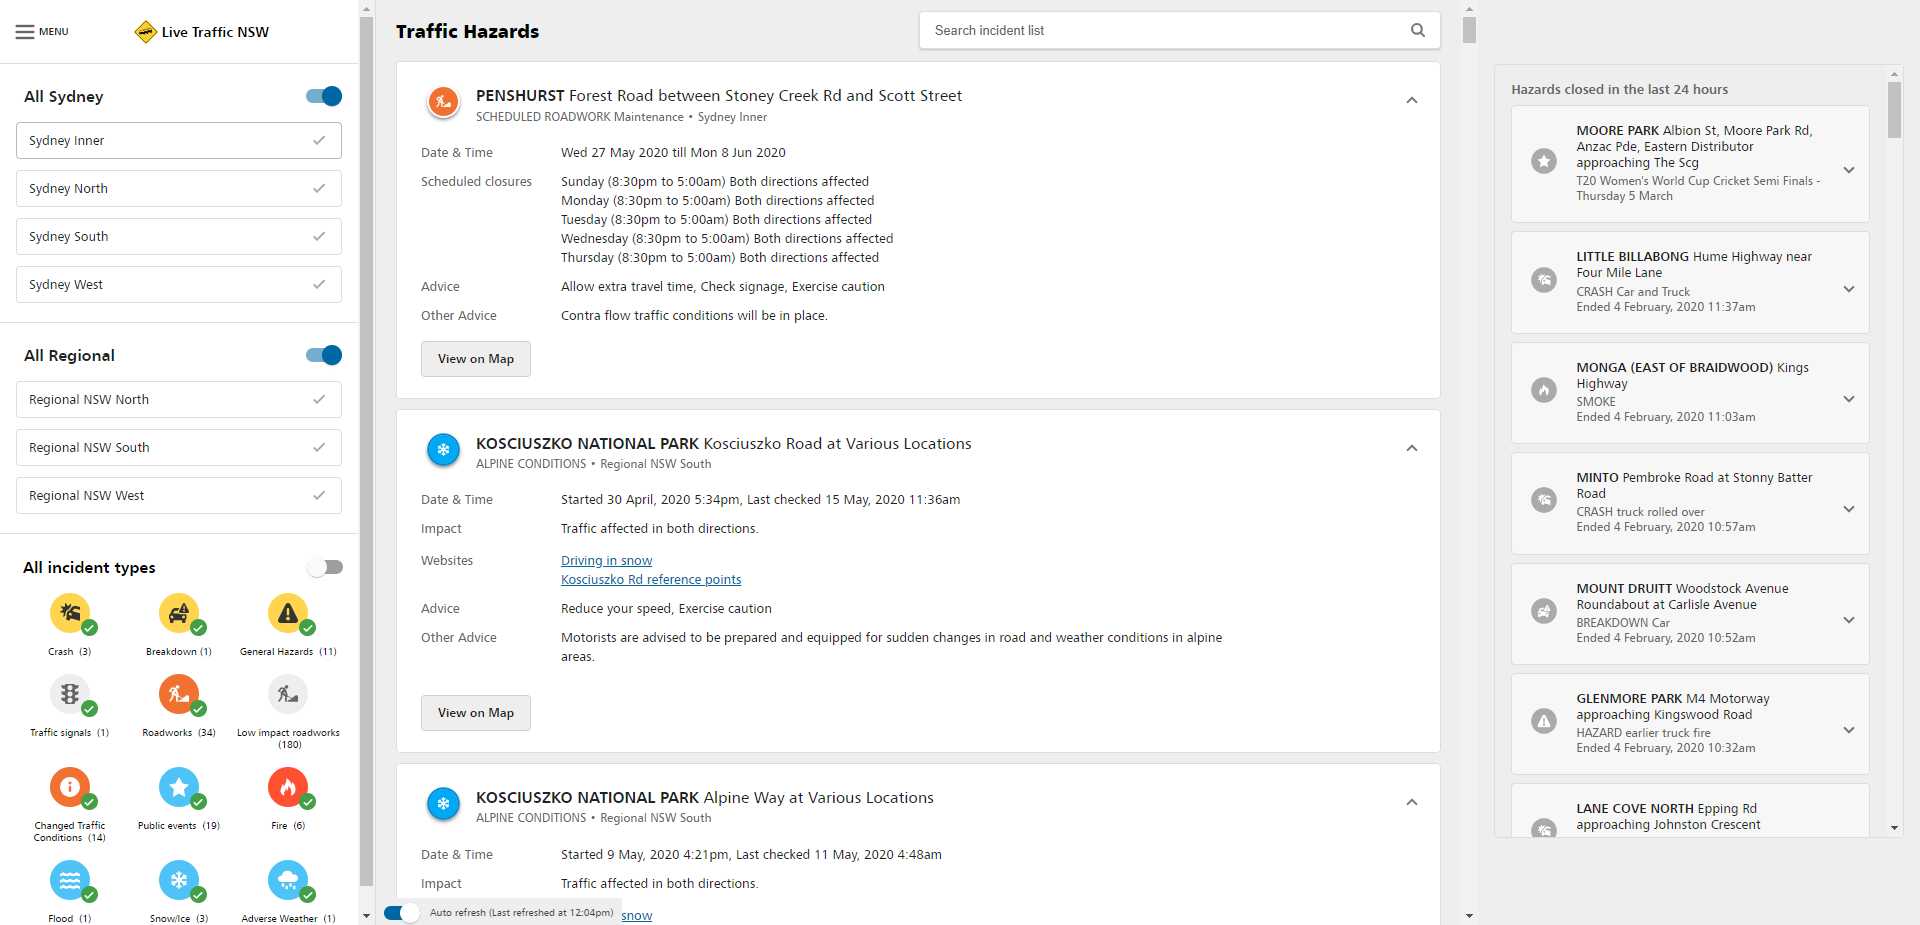 MENU
Live Traffic NSW
All Sydney
Sydney Inner
Sydney North
Sydney South
Sydney West
All Regional
Regional NSW North
Regional NSW South
Regional NSW West
All incident types
Crash (3)
Breakdown (1)
General Hazards (11)
Traffic signals (1)
Roadworks (34)
Low impact roadworks
(180)
Changed Traffic
Conditions (14)
Public events (19)
Fire (6)
Flood (1)
Snow/Ice (3)
Adverse Weather (1)
Traffic Hazards
Search incident list
PENSHURST Forest Road between Stoney Creek Rd and Scott Street
SCHEDULED ROADWORK Maintenance • Sydney Inner
Date & Time Wed 27 May 2020 till Mon 8 Jun 2020
Scheduled closures Sunday (8:30pm to 5:00am) Both directions affected
Monday (8:30pm to 5:00am) Both directions affected
Tuesday (8:30pm to 5:00am) Both directions affected
Wednesday (8:30pm to 5:00am) Both directions affected
Thursday (8:30pm to 5:00am) Both directions affected
Advice Allow extra travel time, Check signage, Exercise caution
Other Advice Contra flow traffic conditions will be in place.
View on Map
KOSCIUSZKO NATIONAL PARK Kosciuszko Road at Various Locations
ALPINE CONDITIONS • Regional NSW South
Date & Time Started 30 April, 2020 5:34pm, Last checked 15 May, 2020 11:36am
Impact Traffic affected in both directions.
Websites Driving in snow
Kosciuszko Rd reference points
Advice Reduce your speed, Exercise caution
Other Advice Motorists are advised to be prepared and equipped for sudden changes in road and weather conditions in alpine
areas.
View on Map
KOSCIUSZKO NATIONAL PARK Alpine Way at Various Locations
ALPINE CONDITIONS • Regional NSW South
Date & Time Started 9 May, 2020 4:21pm, Last checked 11 May, 2020 4:48am
Impact Traffic affected in both directions.
Auto refresh (Last refreshed at 12:04pm) snow
Hazards closed in the last 24 hours
MOORE PARK Albion St, Moore Park Rd,
Anzac Pde, Eastern Distributor
approaching The Scg
T20 Women's World Cup Cricket Semi Finals -
Thursday 5 March
LITTLE BILLABONG Hume Highway near
Four Mile Lane
CRASH Car and Truck
Ended 4 February, 2020 11:37am
MONGA (EAST OF BRAIDWOOD) Kings
Highway
SMOKE
Ended 4 February, 2020 11:03am
MINTO Pembroke Road at Stonny Batter
Road
CRASH truck rolled over
Ended 4 February, 2020 10:57am
MOUNT DRUITT Woodstock Avenue
Roundabout at Carlisle Avenue
BREAKDOWN Car
Ended 4 February, 2020 10:52am
GLENMORE PARK M4 Motorway
approaching Kingswood Road
HAZARD earlier truck fire
Ended 4 February, 2020 10:32am
LANE COVE NORTH Epping Rd
approaching Johnston Crescent